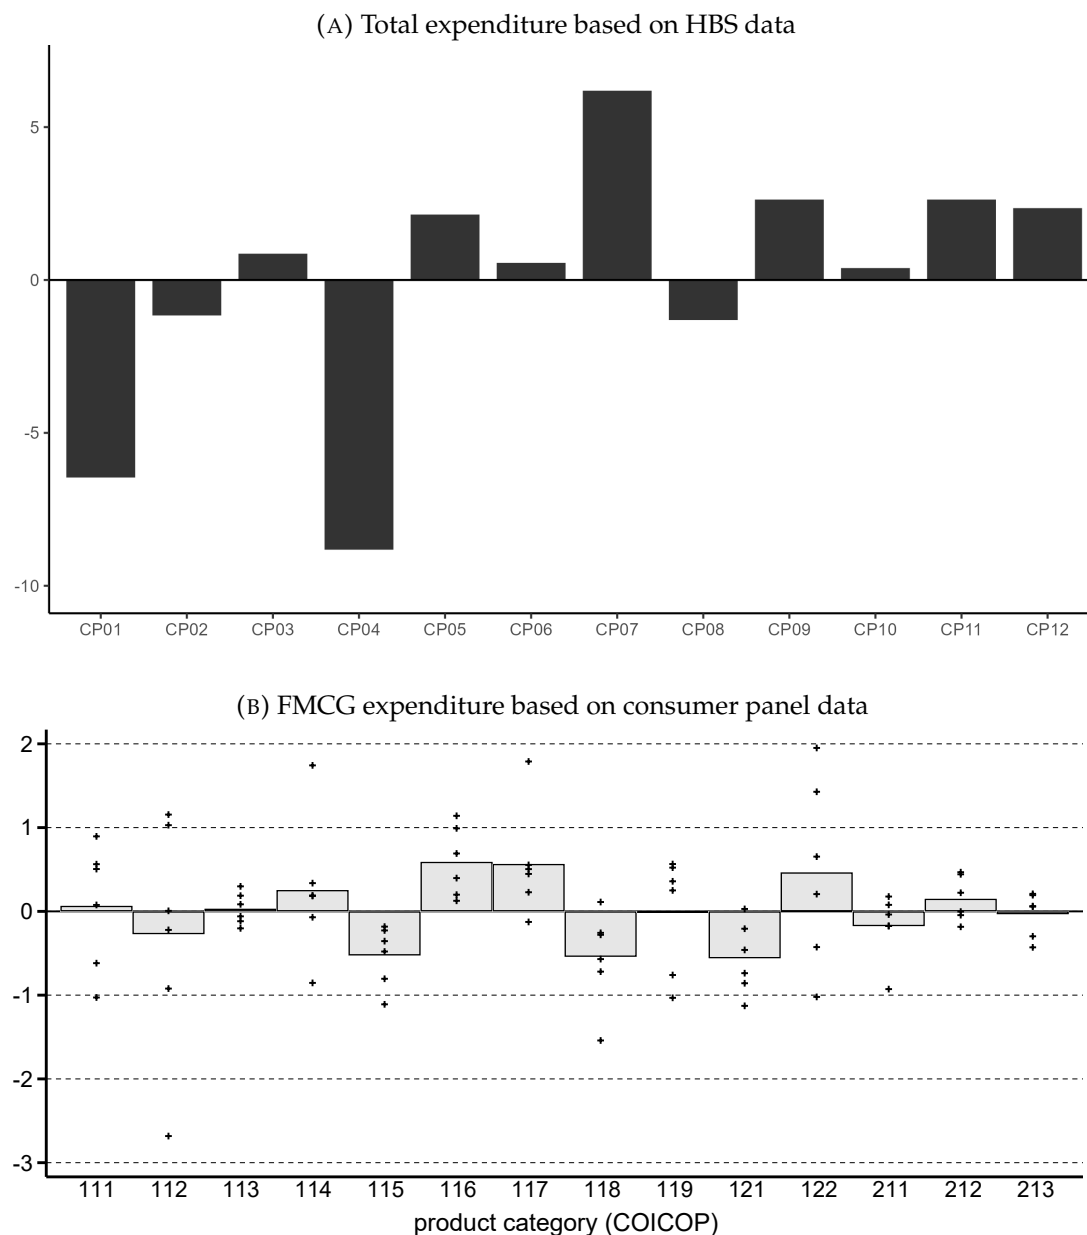 (A) Total expenditure based on HBS data
5
0
-5
-10
CP01 CP02 CP03 CP04 CP05 CP06 CP07 CP08 CP09 CP10 CP11 CP12
(B) FMCG expenditure based on consumer panel data
2
1
0
-1
-2
-3
111 112 113 114 115 116 117 118 119 121 122 211 212 213
product category (COICOP)